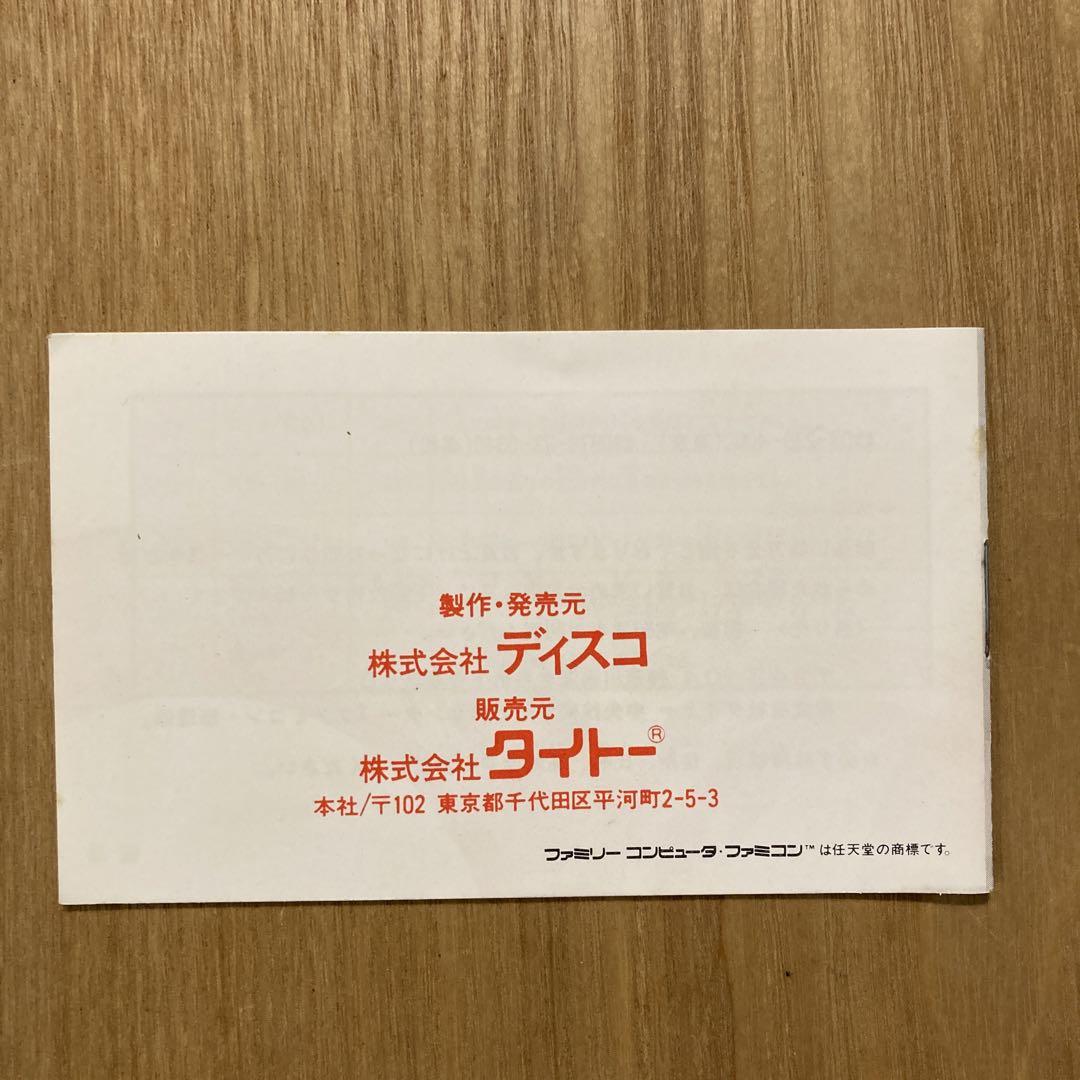 製作・発売元
株式会社 ディスコ
販売元
株式会社 タイトー®
本社/〒102 東京都千代田区平河町2-5-3
ファミリー コンピュータ・ファミコン™は任天堂の商標です。